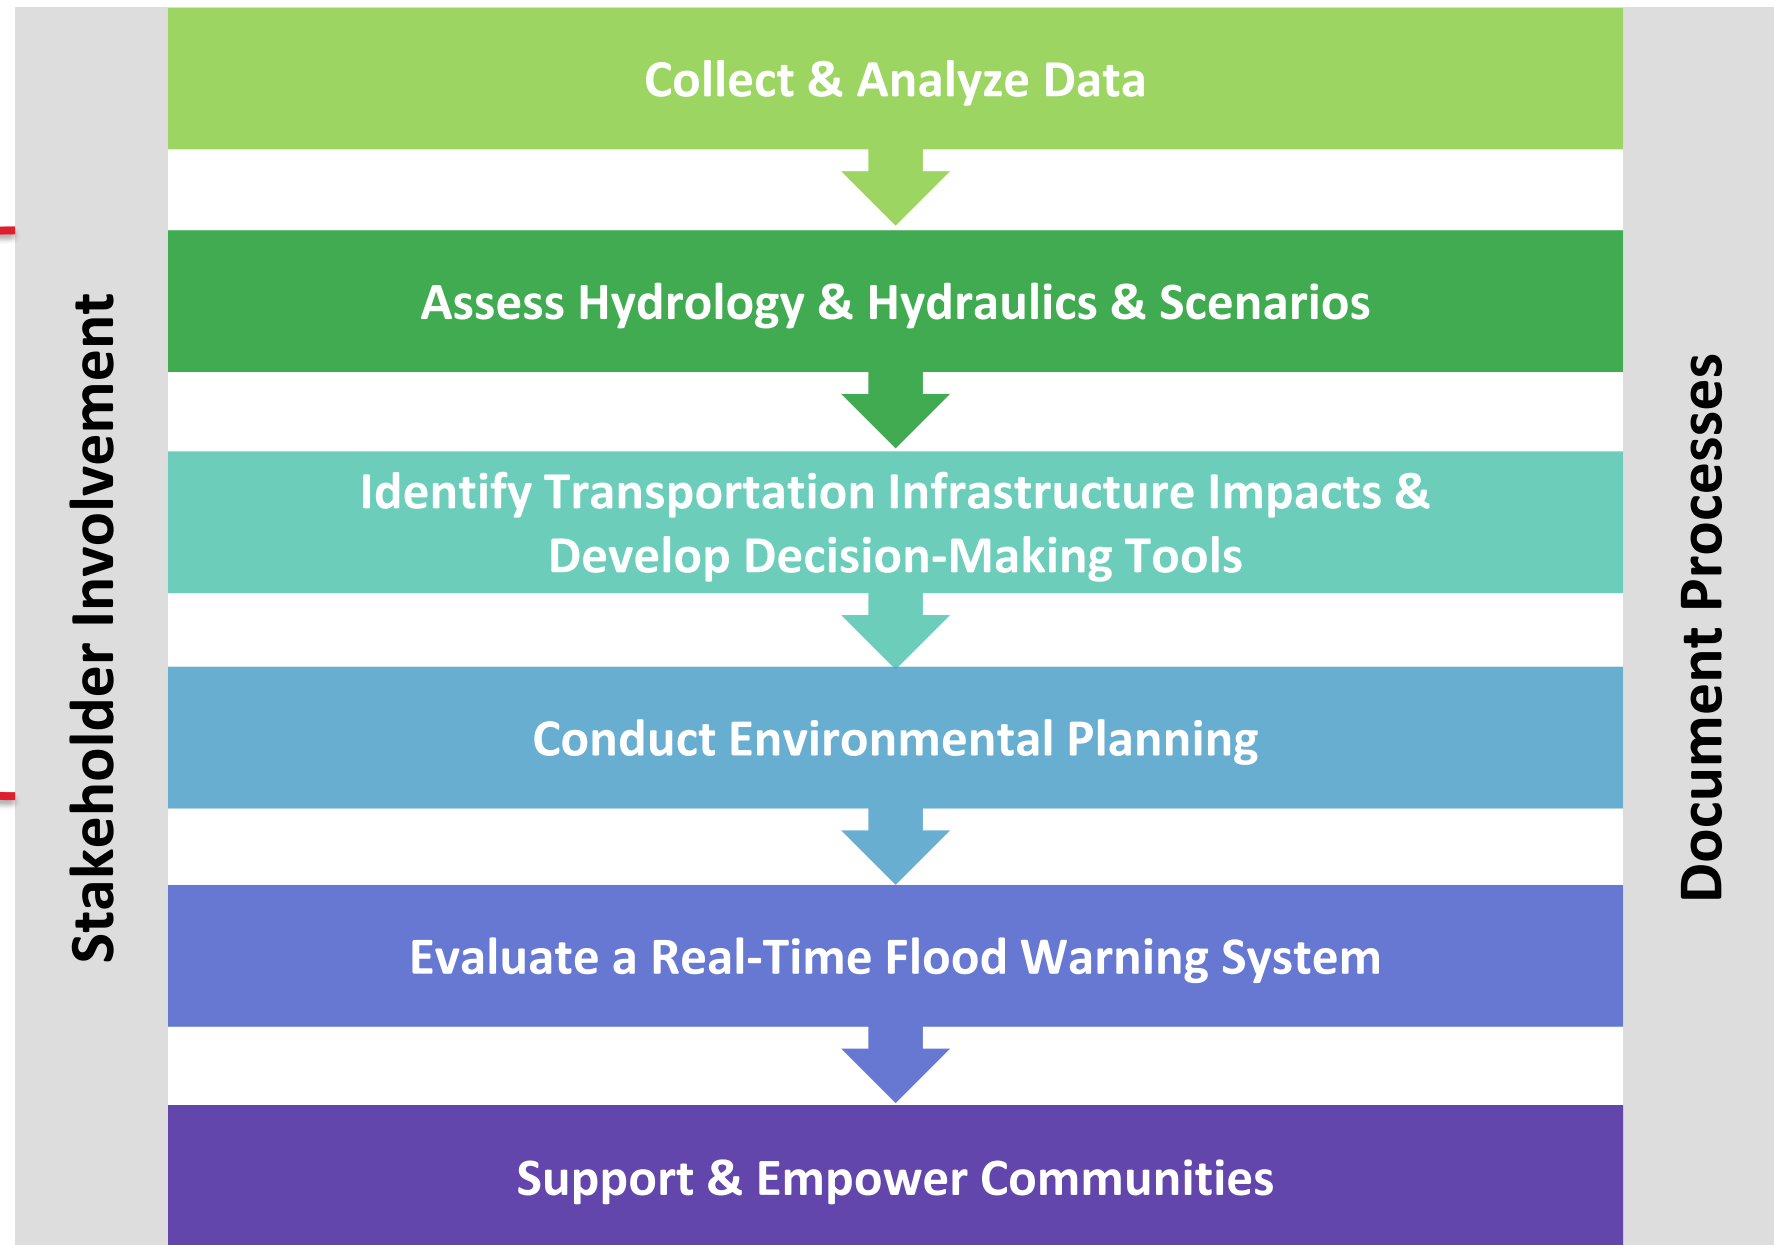 Collect & Analyze Data
Stakeholder Involvement
Assess Hydrology & Hydraulics & Scenarios
Identify Transportation Infrastructure Impacts &
Develop Decision-Making Tools
Conduct Environmental Planning
Evaluate a Real-Time Flood Warning System
Support & Empower Communities
Document Processes